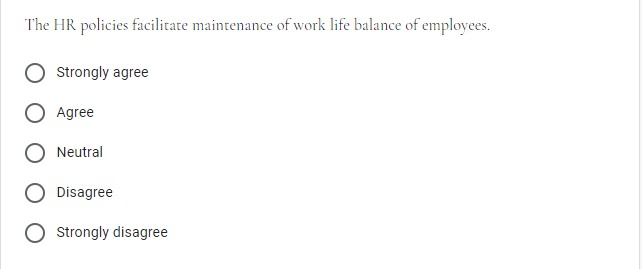 The HR policies facilitate maintenance of work life balance of employees.
Strongly agree
Agree
Neutral
Disagree
Strongly disagree